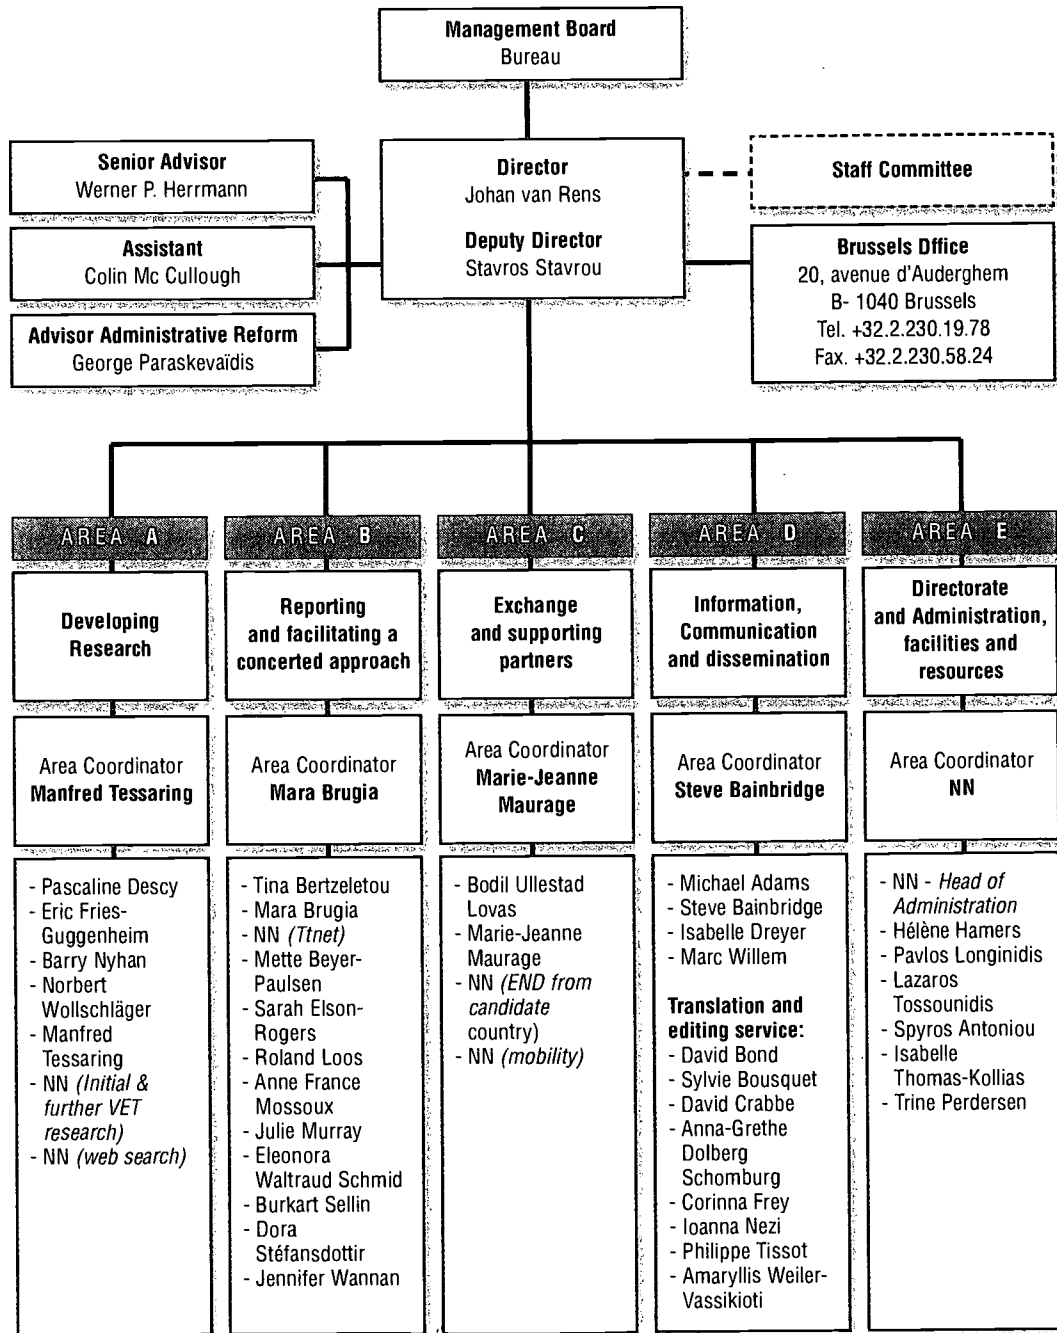 Management Board
Bureau
Senior Advisor
Werner P. Herrmann
Assistant
Colin Mc Cullough
Advisor Administrative Reform
George Paraskevaïdis
Director
Johan van Rens
Deputy Director
Stavros Stavrou
Staff Committee
Brussels Dffice
20, avenue d'Auderghem
B- 1040 Brussels
Tel. +32.2.230.19.78
Fax. +32.2.230.58.24
AREA A
Developing
Research
Area Coordinator
Manfred Tessaring
- Pascaline Descy
- Eric Fries-
Guggenheim
- Barry Nyhan
- Norbert
Wollschläger
- Manfred
Tessaring
- NN (Initial &
further VET
research)
- NN (web search)
AREA B
Reporting
and facilitating a
concerted approach
Area Coordinator
Mara Brugia
- Tina Bertzeletou
- Mara Brugia
- NN (Ttnet)
- Mette Beyer-
Paulsen
- Sarah Elson-
Rogers
- Roland Loos
- Anne France
Mossoux
- Julie Murray
- Eleonora
Waltraud Schmid
- Burkart Sellin
- Dora
Stéfansdottir
- Jennifer Wannan
AREA C
Exchange
and supporting
partners
Area Coordinator
Marie-Jeanne
Maurage
- Bodil Ullestad
Lovas
- Marie-Jeanne
Maurage
- NN (END from
candidate
country)
- NN (mobility)
AREA D
Information,
Communication
and dissemination
Area Coordinator
Steve Bainbridge
- Michael Adams
- Steve Bainbridge
- Isabelle Dreyer
- Marc Willem
Translation and
editing service:
- David Bond
- Sylvie Bousquet
- David Crabbe
- Anna-Grethe
Dolberg
Schomburg
- Corinna Frey
- Ioanna Nezi
- Philippe Tissot
- Amaryllis Weiler-
Vassikioti
AREA E
Directorate
and Administration,
facilities and
resources
Area Coordinator
NN
- NN - Head of
Administration
- Hélène Hamers
- Pavlos Longinidis
- Lazaros
Tossounidis
- Spyros Antoniou
- Isabelle
Thomas-Kollias
- Trine Perdersen